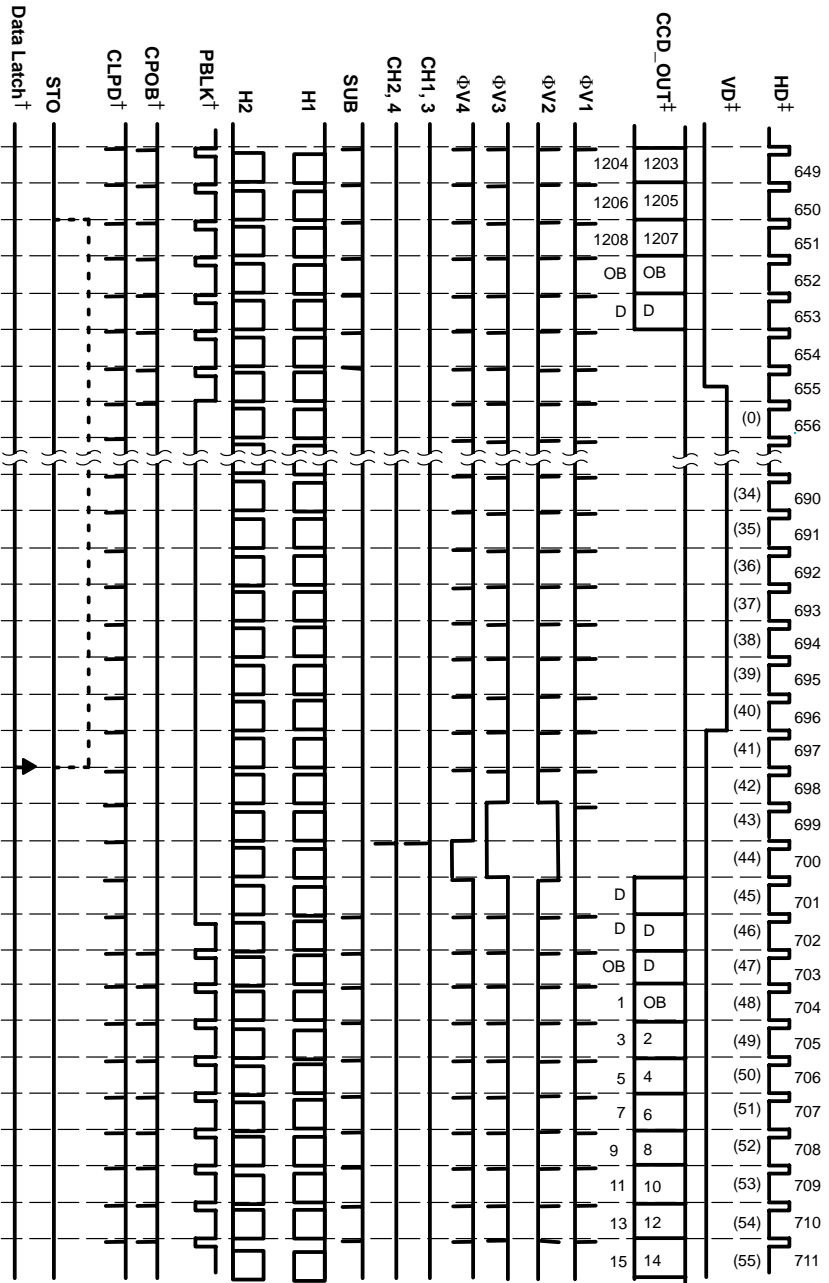 HD‡
VD‡
CCD_OUT‡
ΦV1
ΦV2
ΦV3
ΦV4
CH1, 3
CH2, 4
SUB
H1
H2
PBLK†
CPOB†
CLPD†
STO
Data Latch†
1204 1203 649
1206 1205 650
1208 1207 651
OB OB 652
D D 653
654
655
(0) 656
(34) 690
(35) 691
(36) 692
(37) 693
(38) 694
(39) 695
(40) 696
(41) 697
(42) 698
(43) 699
(44) 700
D (45) 701
D D (46) 702
OB D (47) 703
1 OB (48) 704
3 2 (49) 705
5 4 (50) 706
7 6 (51) 707
9 8 (52) 708
11 10 (53) 709
13 12 (54) 710
15 14 (55) 711